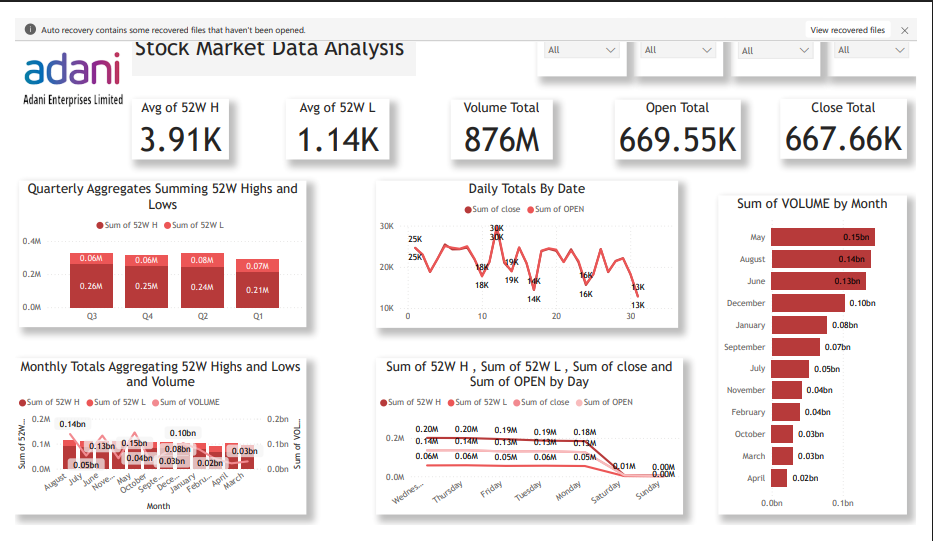 Auto recovery contains some recovered files that haven't been opened.
View recovered files
Stock Market Data Analysis
All
All
All
All
adani
Adani Enterprises Limited
Avg of 52W H
3.91K
Avg of 52W L
1.14K
Volume Total
876M
Open Total
669.55K
Close Total
667.66K
Quarterly Aggregates Summing 52W Highs and
Lows
Sum of 52W H
Sum of 52W L
0.4M
0.2M
0.0M
0.06M
0.06M
0.08M
0.07M
0.26M
0.25M
0.24M
0.21M
Q3
Q4
Q2
Q1
Daily Totals By Date
Sum of close
Sum of OPEN
30K
20K
10K
25K
25K
18K
18K
30K
30K
19K
19K
14K
14K
16K
16K
13K
13K
0
10
20
30
Sum of VOLUME by Month
May
0.15bn
August
0.14bn
June
0.13bn
December
0.10bn
January
0.08bn
September
0.07bn
July
0.05bn
November
0.04bn
February
0.04bn
October
0.03bn
March
0.03bn
April
0.02bn
0.0bn
0.1bn
Monthly Totals Aggregating 52W Highs and Lows
and Volume
Sum of 52W H
Sum of 52W L
Sum of VOLUME
Sum of 52W...
0.2M
0.1M
0.0M
0.14bn
0.05bn
0.13bn
0.04bn
0.15bn
0.03bn
0.08bn
0.10bn
0.02bn
0.03bn
0.2bn
0.1bn
0.0bn
Sum of VOL...
August
July
June
Nove...
May
October
Septe...
Dece...
January
Febru...
April
March
Month
Sum of 52W H , Sum of 52W L , Sum of close and
Sum of OPEN by Day
Sum of 52W H
Sum of 52W L
Sum of close
Sum of OPEN
0.2M
0.0M
0.20M
0.20M
0.19M
0.19M
0.18M
0.14M
0.14M
0.13M
0.13M
0.13M
0.06M
0.06M
0.05M
0.06M
0.05M
0.01M
0.00M
0.00M
Wednes...
Thursday
Friday
Tuesday
Monday
Saturday
Sunday